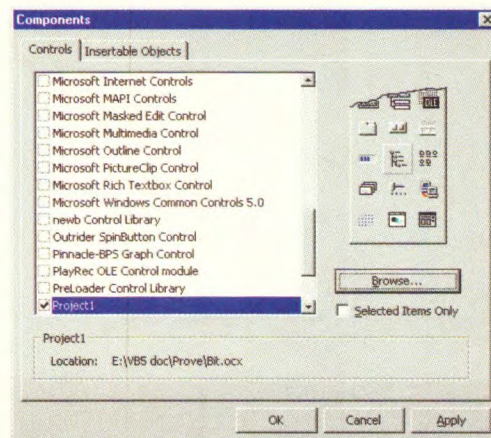 Components
Controls
Insertable Objects
Microsoft Internet Controls
Microsoft MAPI Controls
Microsoft Masked Edit Control
Microsoft Multimedia Control
Microsoft Outline Control
Microsoft PictureClip Control
Microsoft Rich Textbox Control
Microsoft Windows Common Controls 5.0
newb Control Library
Outrider SpinButton Control
Pinnacle-BPS Graph Control
PlayRec OLE Control module
PreLoader Control Library
Project1
OLE
Browse...
Selected Items Only
Project1
Location: E:\VB5 doc\Prove\Bit.ocx
OK
Cancel
Apply